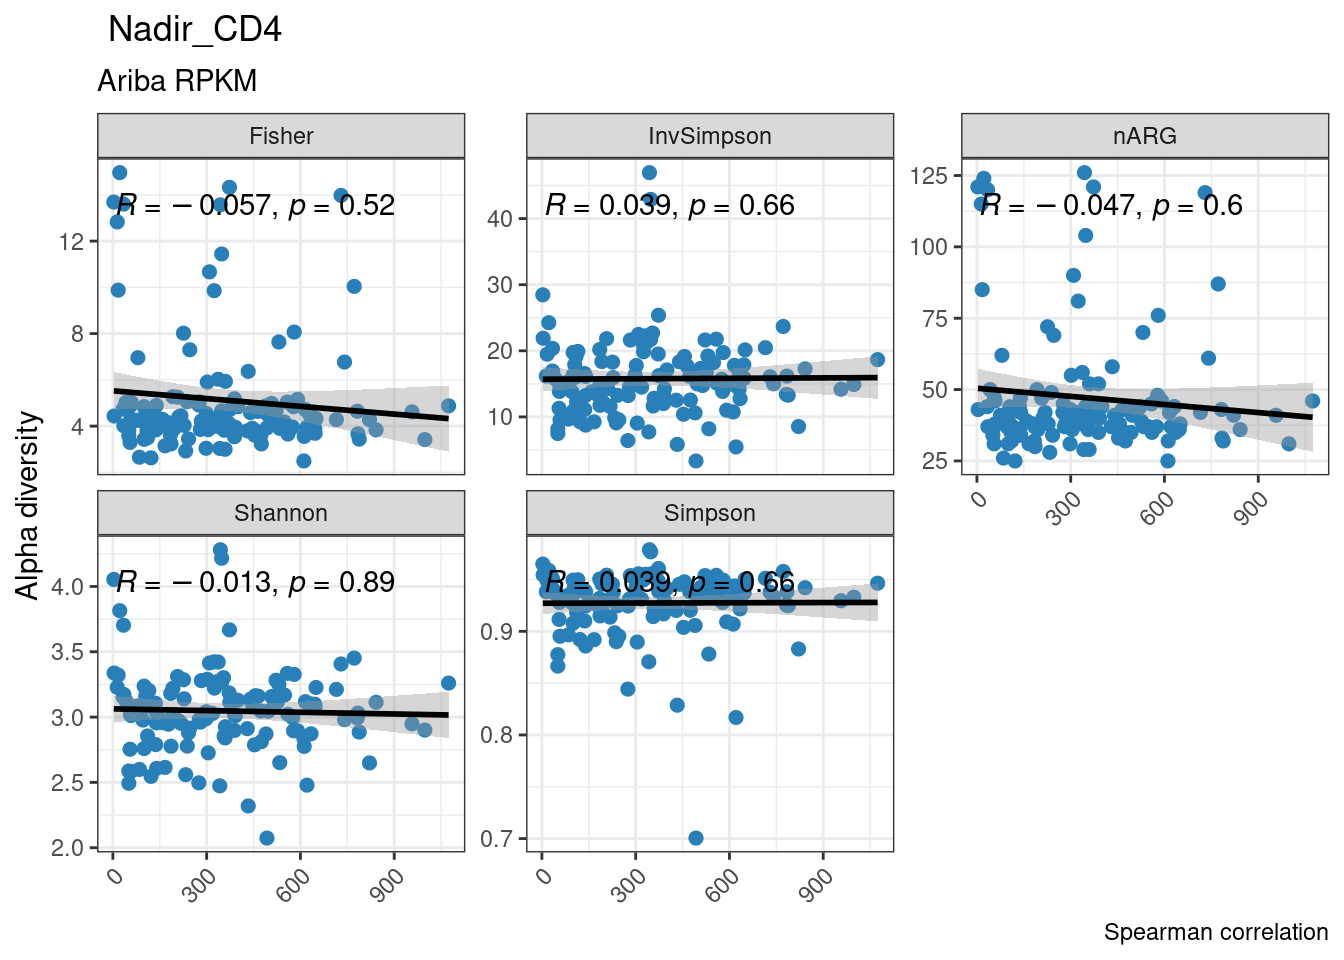 Nadir_CD4
Ariba RPKM
Alpha diversity
Fisher
R = −0.057, p = 0.52
12
8
4
InvSimpson
R = 0.039, p = 0.66
40
30
20
10
nARG
R = −0.047, p = 0.6
125
100
75
50
25
0 300 600 900
Shannon
R = −0.013, p = 0.89
4.0
3.5
3.0
2.5
2.0
0 300 600 900
Simpson
R = 0.039, p = 0.66
0.9
0.8
0.7
0 300 600 900
Spearman correlation